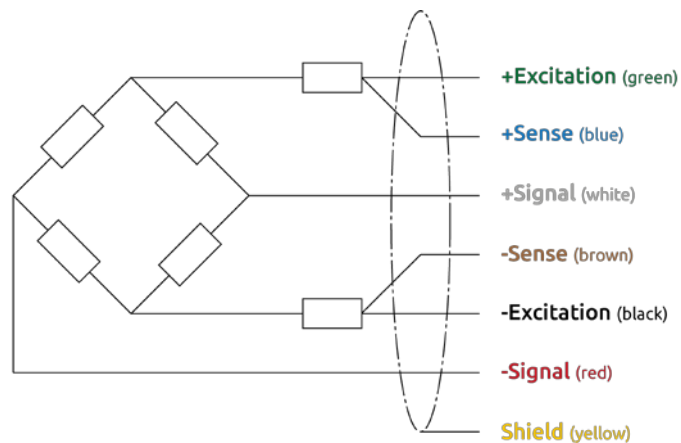 +Excitation (green)
+Sense (blue)
+Signal (white)
-Sense (brown)
-Excitation (black)
-Signal (red)
Shield (yellow)